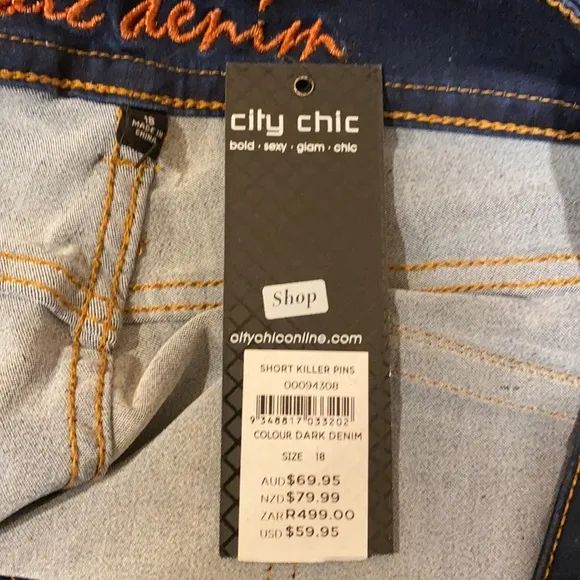 denim
18
MADE IN
CHINA
city chic
bold · sexy · glam · chic
Shop
citychiconline.com
SHORT KILLER PINS
00094308
9 348817 033202
COLOUR DARK DENIM
SIZE 18
AUD$69.95
NZD$79.99
ZARR499.00
USD$59.95